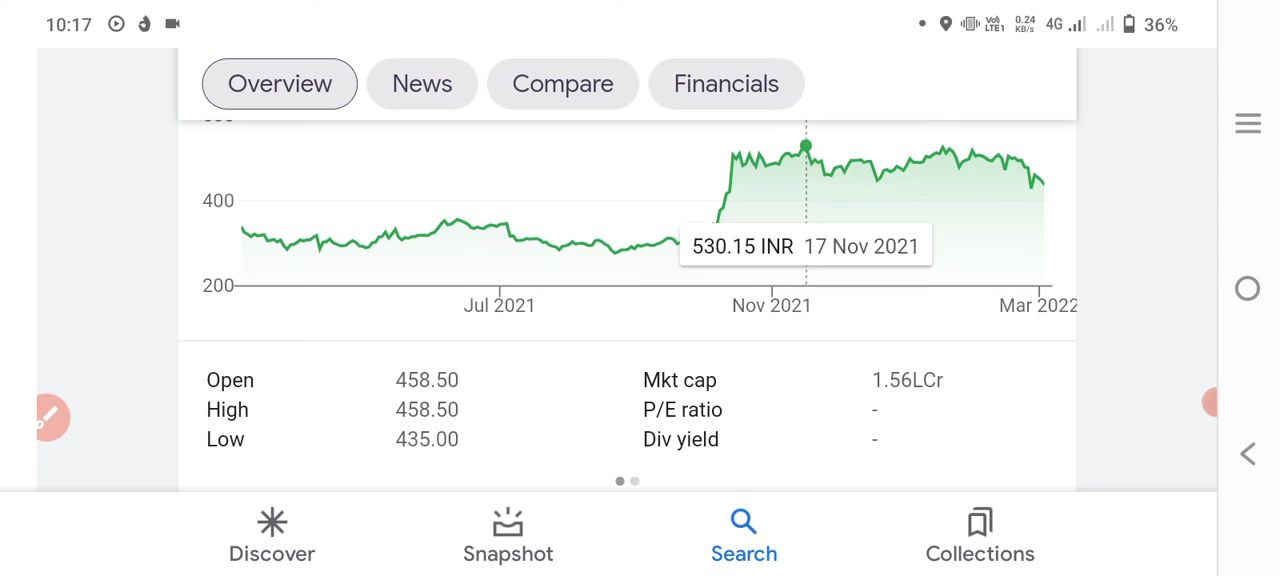 10:17 VoLTE1 0.24 KB/s 4G 36%
Overview News Compare Financials
400
530.15 INR 17 Nov 2021
200
Jul 2021 Nov 2021 Mar 2022
Open 458.50 Mkt cap 1.56LCr
High 458.50 P/E ratio -
Low 435.00 Div yield -
Discover Snapshot Search Collections